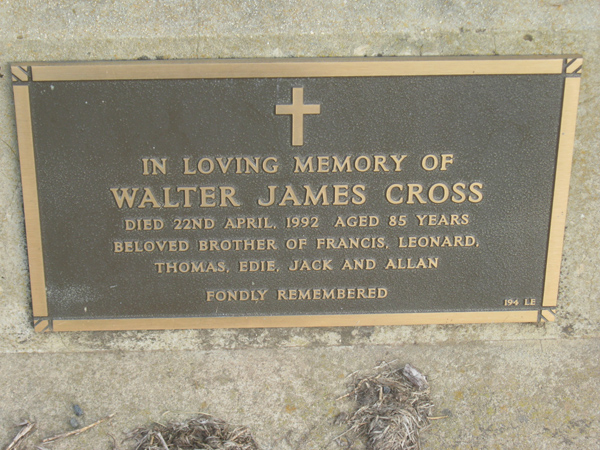 IN LOVING MEMORY OF
WALTER JAMES CROSS
DIED 22ND APRIL, 1992 AGED 85 YEARS
BELOVED BROTHER OF FRANCIS, LEONARD,
THOMAS, EDIE, JACK AND ALLAN
FONDLY REMEMBERED
194 LE